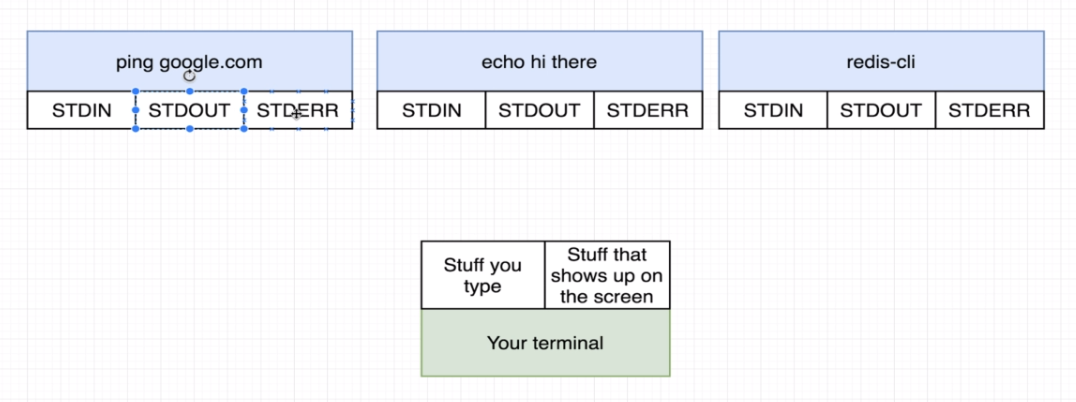 ping google.com
echo hi there
redis-cli
STDIN
STDOUT
STDERR
STDIN
STDOUT
STDERR
STDIN
STDOUT
STDERR
Stuff you
type
Stuff that
shows up on
the screen
Your terminal